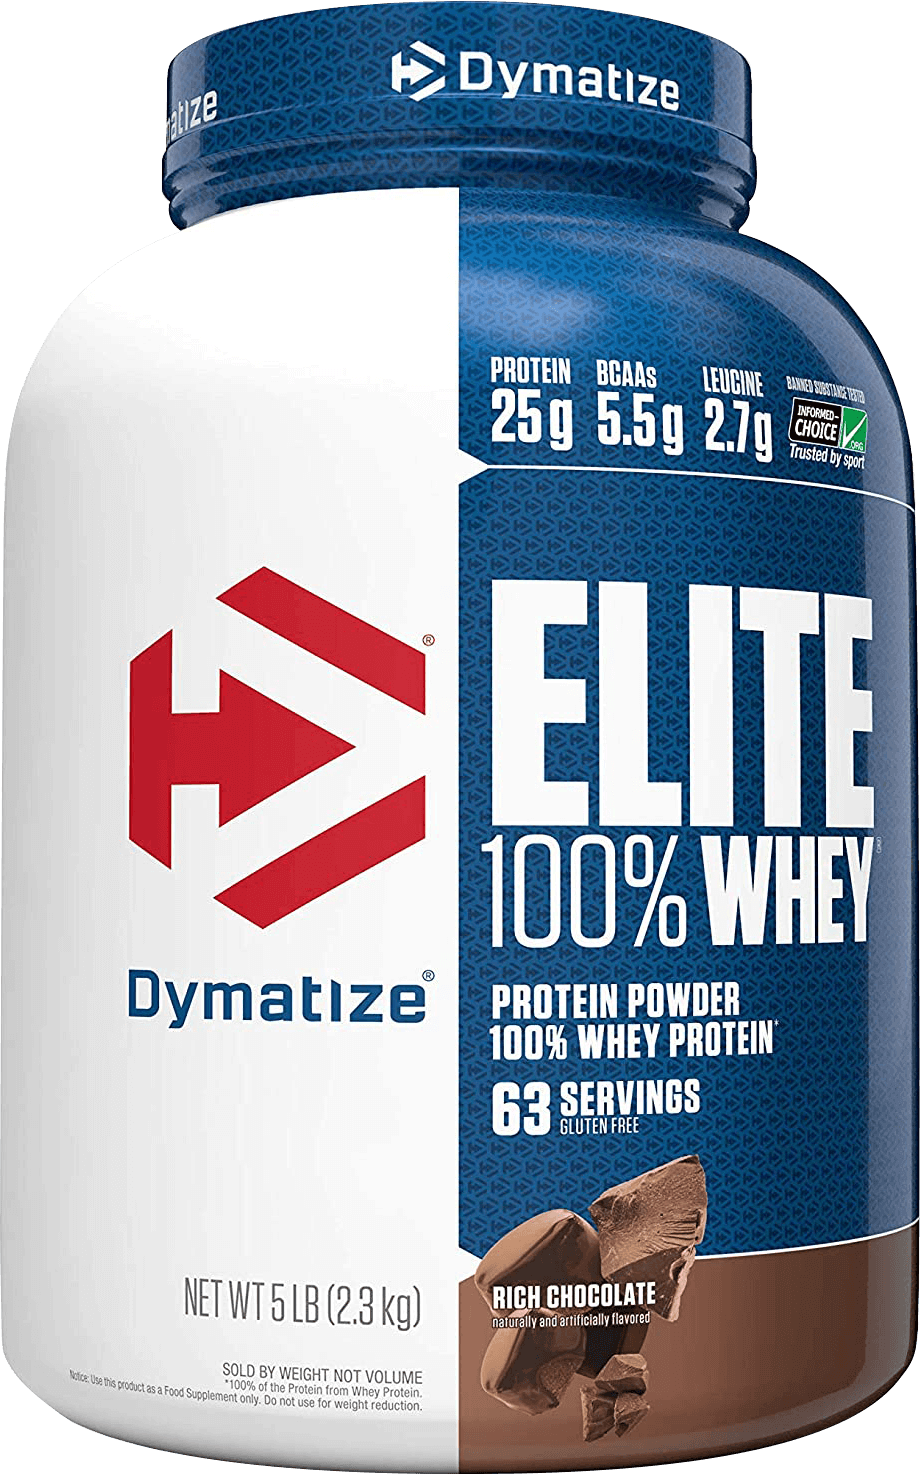 Dymatize
atize
PROTEIN BCAAs LEUCINE
25g 5.5g 2.7g
BANNED SUBSTANCE TESTED
INFORMED-
CHOICE
.ORG
Trusted by sport
ELITE
100% WHEY®
PROTEIN POWDER
100% WHEY PROTEIN*
63 SERVINGS
GLUTEN FREE
RICH CHOCOLATE
naturally and artificially flavored
®
Dymatize®
NET WT 5 LB (2.3 kg)
SOLD BY WEIGHT NOT VOLUME
*100% of the Protein from Whey Protein.
Notice: Use this product as a Food Supplement only. Do not use for weight reduction.